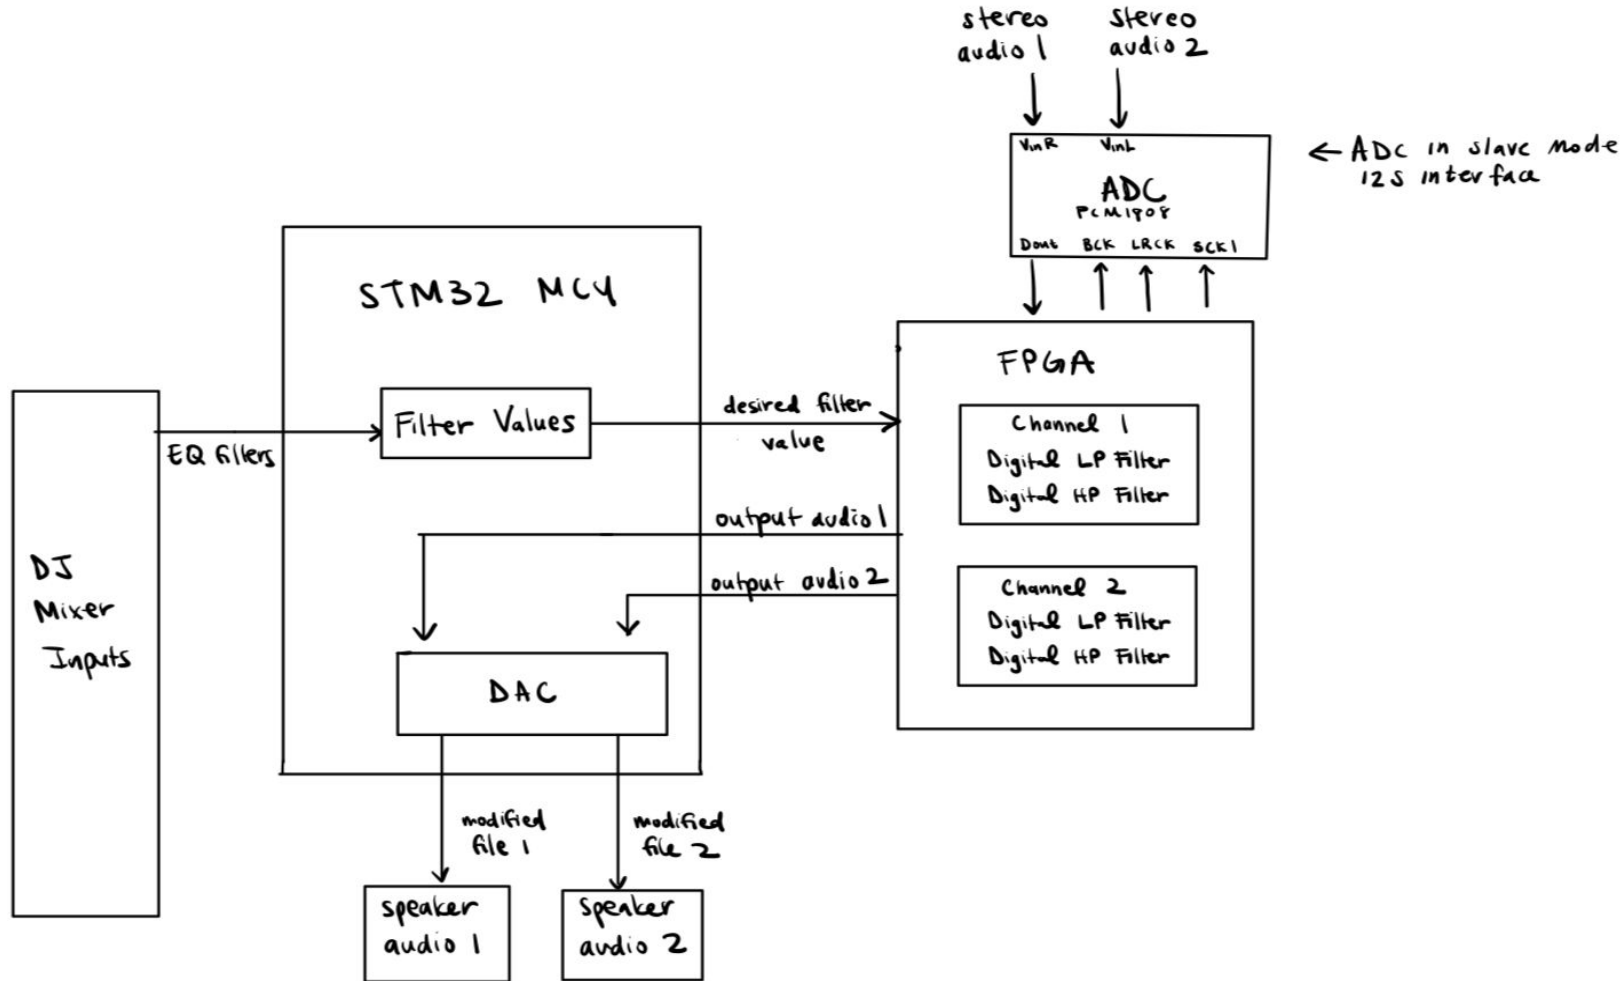 stereo
audio 1
stereo
audio 2
VinR
VinL
ADC
PCM1808
Dout
BCK
LRCK
SCK1
← ADC in slave mode
I2S interface
STM32 MCU
Filter Values
EQ filters
desired filter
value
FPGA
Channel 1
Digital LP Filter
Digital HP Filter
output audio 1
output audio 2
Channel 2
Digital LP Filter
Digital HP Filter
DJ
Mixer
Inputs
DAC
modified
file 1
modified
file 2
speaker
audio 1
speaker
audio 2